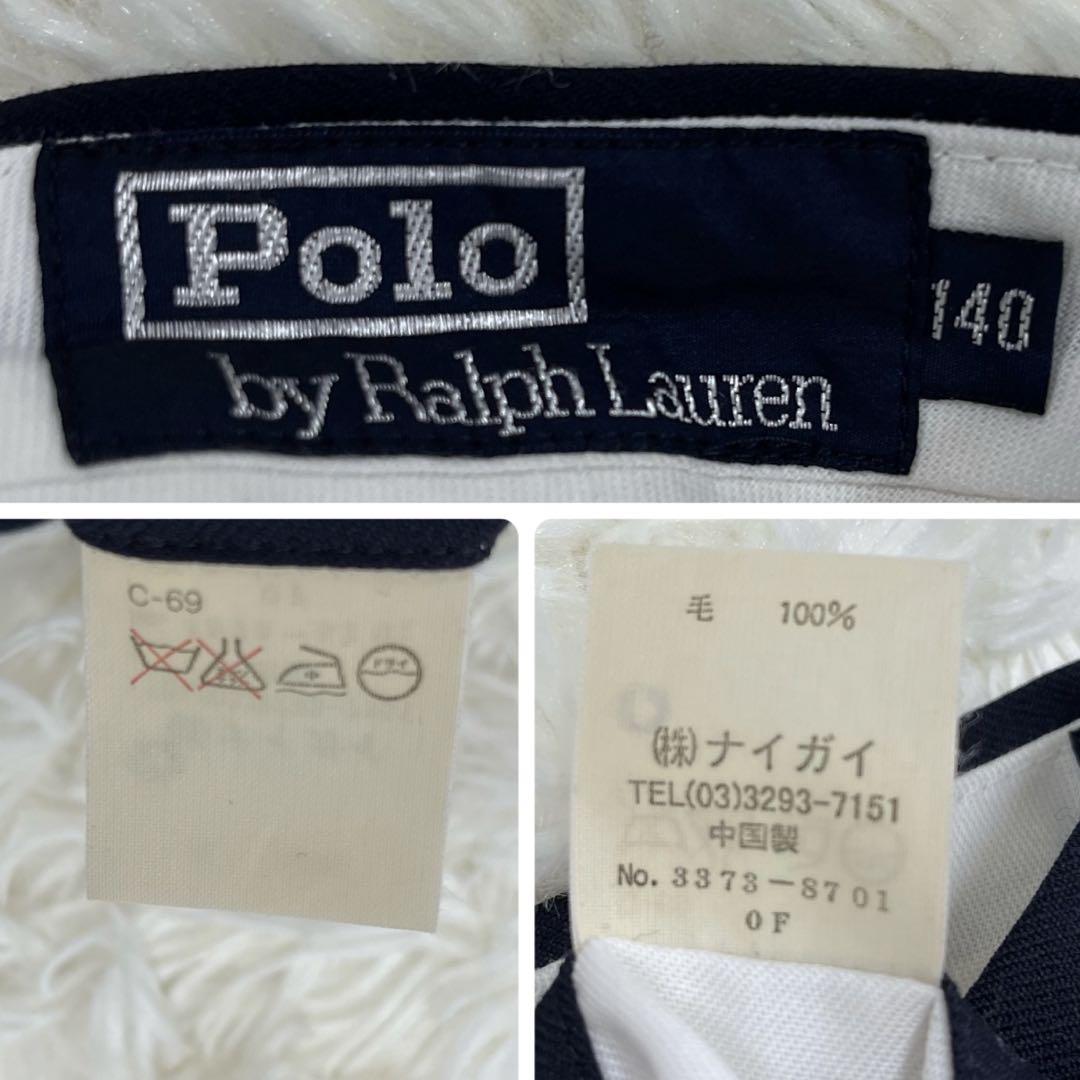 Polo
by Ralph Lauren
140
C-69
中
ドライ
毛 100%
(株)ナイガイ
TEL(03)3293-7151
中国製
No. 3373-8701
0F